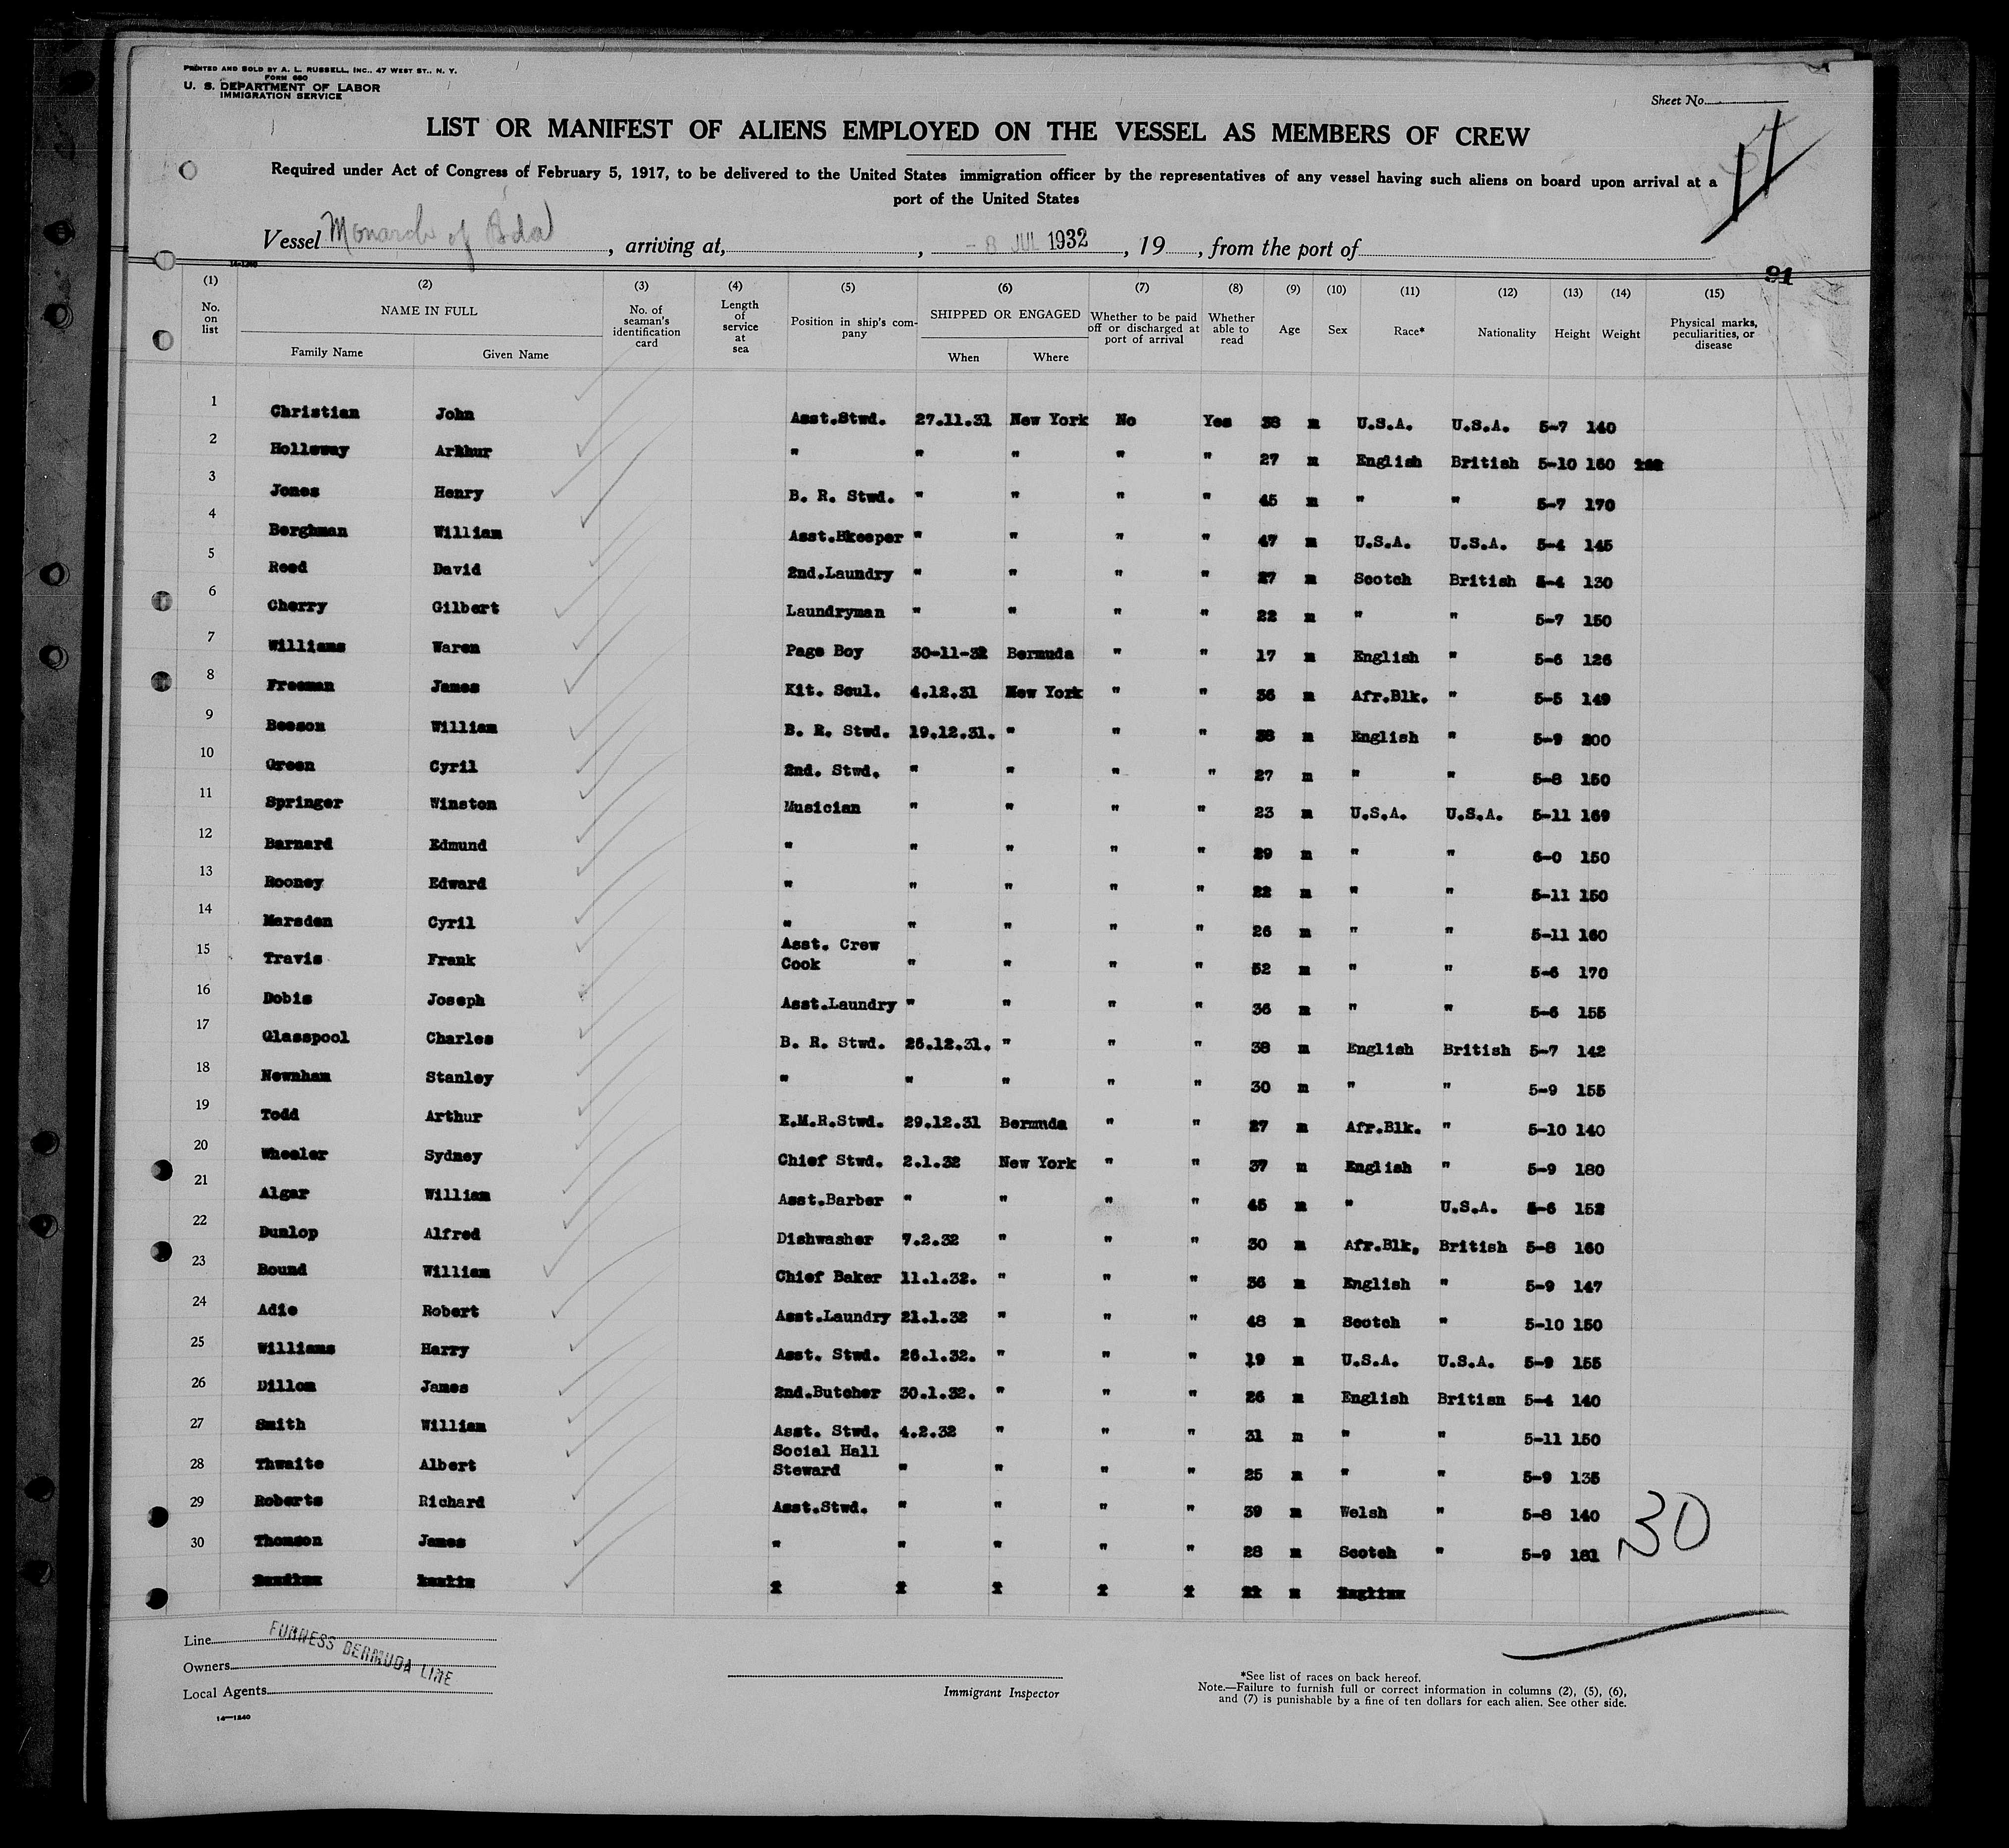 PRINTED AND SOLD BY A. L. RUSSELL, INC., 47 WEST ST., N. Y.
FORM 680
U. S. DEPARTMENT OF LABOR
IMMIGRATION SERVICE
Sheet No.
LIST OR MANIFEST OF ALIENS EMPLOYED ON THE VESSEL AS MEMBERS OF CREW
11
Required under Act of Congress of February 5, 1917, to be delivered to the United States immigration officer by the representatives of any vessel having such aliens on board upon arrival at a
port of the United States
Vessel Monarch of Bda , arriving at, , - 8 JUL 1932 , 19 , from the port of
91
(1) (2) (3) (4) (5) (6) (7) (8) (9) (10) (11) (12) (13) (14) (15)
No. on list NAME IN FULL Family Name Given Name No. of seaman's identification card Length of service at sea Position in ship's company SHIPPED OR ENGAGED When Where Whether to be paid off or discharged at port of arrival Whether able to read Age Sex Race* Nationality Height Weight Physical marks, peculiarities, or disease
1 Christian John Asst.Stwd. 27.11.31 New York No Yes 38 m U.S.A. U.S.A. 5-7 140
2 Holloway Arthur " " " " " 27 m English British 5-10 160
3 Jones Henry B. R. Stwd. " " " " 45 m " " 5-7 170
4 Berghman William Asst.Bkeeper " " " " 47 m U.S.A. U.S.A. 5-4 145
5 Reed David 2nd.Laundry " " " " 27 m Scotch British 5-4 130
6 Cherry Gilbert Laundryman " " " " 22 m " " 5-7 150
7 Williams Waren Page Boy 30-11-32 Bermuda " " 17 m English " 5-6 126
8 Freeman James Kit. Scul. 4.12.31 New York " " 36 m Afr.Blk. " 5-5 149
9 Beeson William B. R. Stwd. 19.12.31. " " " 38 m English " 5-9 200
10 Green Cyril 2nd. Stwd. " " " " 27 m " " 5-8 150
11 Springer Winston Musician " " " " 23 m U.S.A. U.S.A. 5-11 169
12 Barnard Edmund " " " " " 29 m " " 6-0 150
13 Rooney Edward " " " " " 22 m " " 5-11 150
14 Marsden Cyril " " " " " 26 m " " 5-11 160
15 Travis Frank Asst. Crew Cook " " " " 52 m " " 5-6 170
16 Dobis Joseph Asst.Laundry " " " " 36 m " " 5-6 155
17 Glasspool Charles B. R. Stwd. 26.12.31. " " " 38 m English British 5-7 142
18 Newnham Stanley " " " " " 30 m " " 5-9 155
19 Todd Arthur E.M.R.Stwd. 29.12.31 Bermuda " " 27 m Afr.Blk. " 5-10 140
20 Wheeler Sydney Chief Stwd. 2.1.32 New York " " 37 m English " 5-9 180
21 Algar William Asst.Barber " " " " 45 m " U.S.A. 5-6 152
22 Dunlop Alfred Dishwasher 7.2.32 " " " 30 m Afr.Blk. British 5-8 160
23 Bound William Chief Baker 11.1.32. " " " 36 m English " 5-9 147
24 Adie Robert Asst.Laundry 21.1.32 " " " 48 m Scotch " 5-10 150
25 Williams Harry Asst. Stwd. 26.1.32. " " " 19 m U.S.A. U.S.A. 5-9 155
26 Dillon James 2nd.Butcher 30.1.32. " " " 26 m English British 5-4 140
27 Smith William Asst. Stwd. 4.2.32 " " " 31 m " " 5-11 150
28 Thwaite Albert Social Hall Steward " " " " 25 m " " 5-9 135
29 Roberts Richard Asst.Stwd. " " " " 39 m Welsh " 5-8 140
30 Thomson James " " " " " 28 m Scotch " 5-9 181
30
Line
FURNESS BERMUDA LINE
Owners
Local Agents
Immigrant Inspector
*See list of races on back hereof.
Note.—Failure to furnish full or correct information in columns (2), (5), (6),
and (7) is punishable by a fine of ten dollars for each alien. See other side.
14—1240